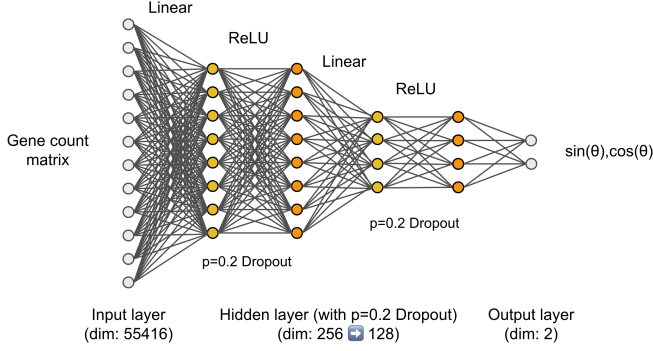 Linear
ReLU
Linear
ReLU
Gene count
matrix
sin(θ),cos(θ)
p=0.2 Dropout
p=0.2 Dropout
Input layer
(dim: 55416)
Hidden layer (with p=0.2 Dropout)
(dim: 256 ➡️ 128)
Output layer
(dim: 2)